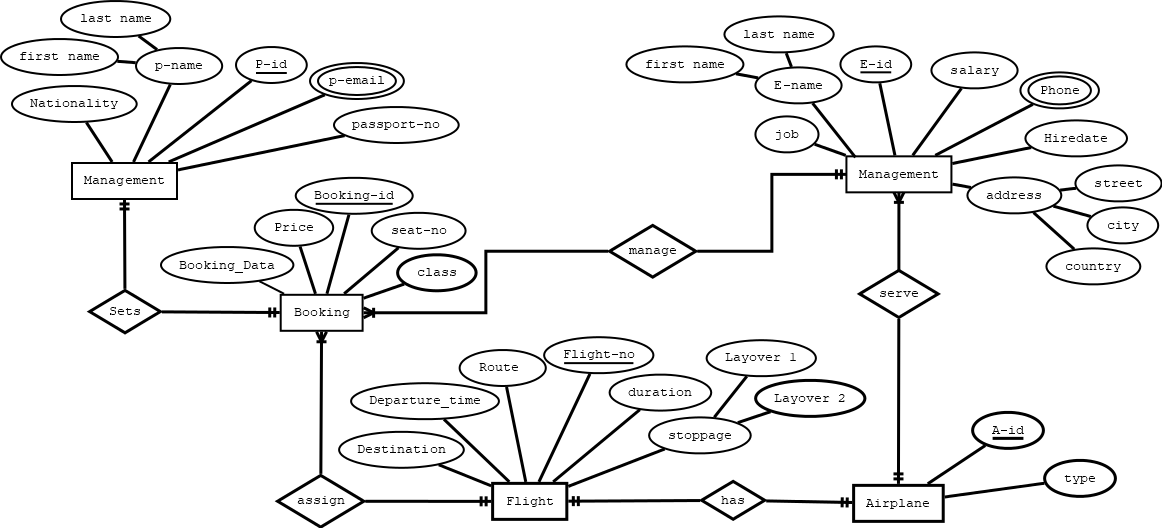 last name
first name
p-name
P-id
p-email
Nationality
passport-no
Management
last name
first name
E-name
E-id
salary
Phone
job
Hiredate
Management
address
street
city
country
Booking-id
Price
seat-no
Booking_Data
class
manage
serve
Sets
Booking
Flight-no
Layover 1
Route
duration
Layover 2
Departure_time
stoppage
Destination
A-id
type
assign
Flight
has
Airplane